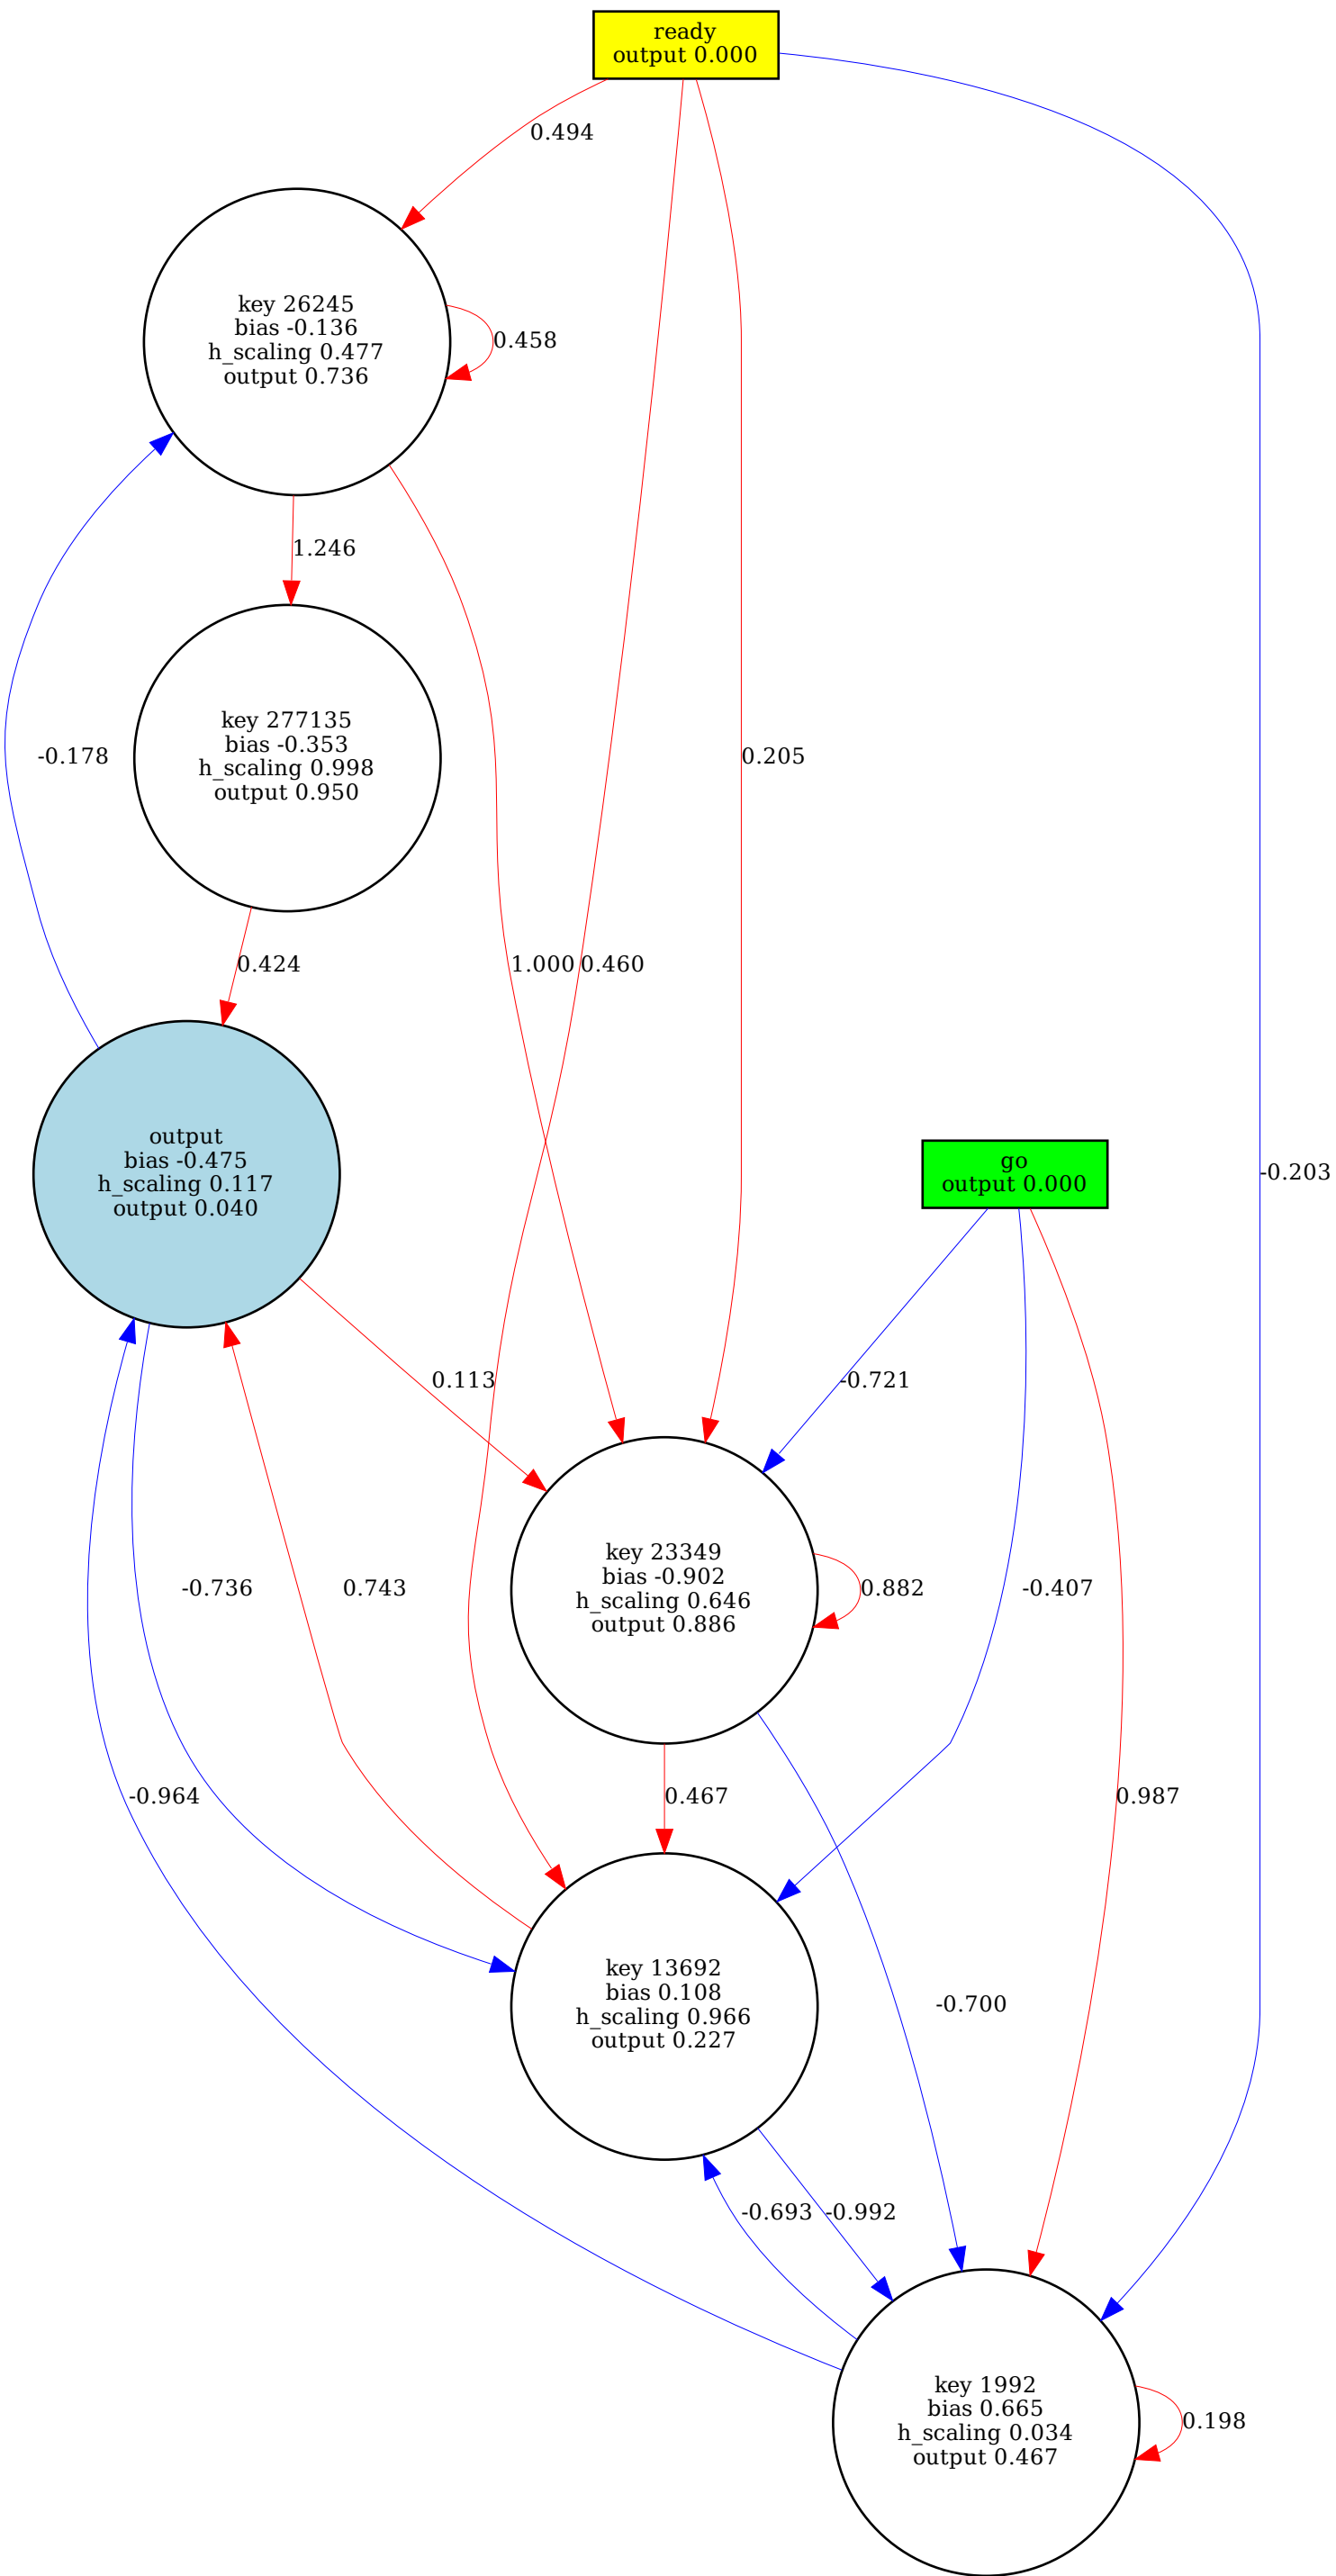 ready
output 0.000
0.494
key 26245
bias -0.136
h_scaling 0.477
output 0.736
0.458
1.246
key 277135
bias -0.353
h_scaling 0.998
output 0.950
-0.178
0.205
0.424
1.000
0.460
output
bias -0.475
h_scaling 0.117
output 0.040
go
output 0.000
-0.203
0.113
-0.721
key 23349
bias -0.902
h_scaling 0.646
output 0.886
-0.736
0.743
0.882
-0.407
-0.964
0.467
0.987
key 13692
bias 0.108
h_scaling 0.966
output 0.227
-0.700
-0.693
-0.992
key 1992
bias 0.665
h_scaling 0.034
output 0.467
0.198